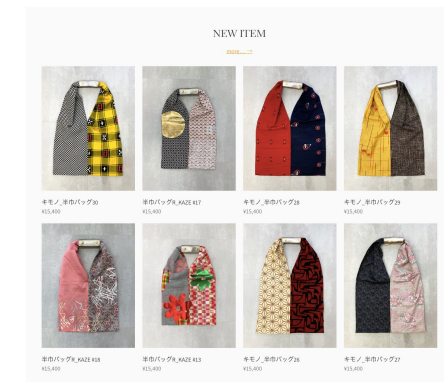 NEW ITEM
more ... →
キモノ_半巾バッグ30
¥15,400
半巾バッグR_KAZE #17
¥15,400
キモノ_半巾バッグ28
¥15,400
キモノ_半巾バッグ29
¥15,400
半巾バッグR_KAZE #18
¥15,400
半巾バッグR_KAZE #13
¥15,400
キモノ_半巾バッグ26
¥15,400
キモノ_半巾バッグ27
¥15,400